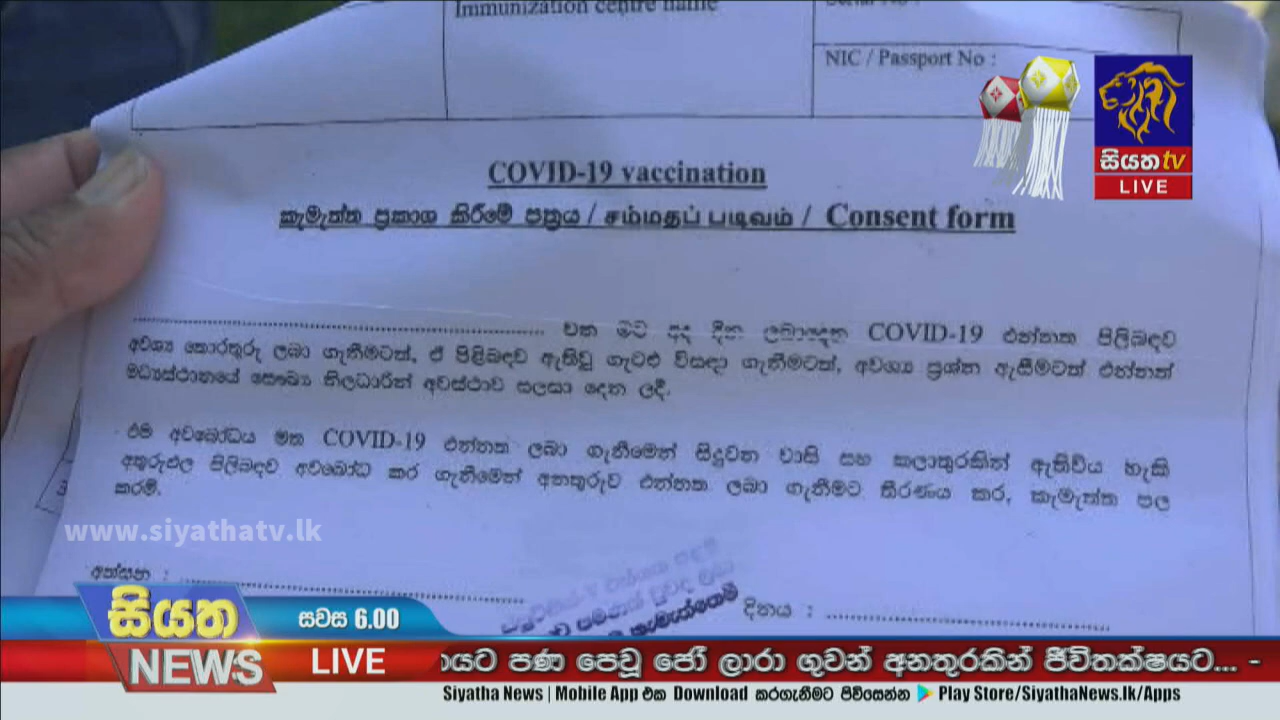 Immunization centre name
Serial No :
NIC / Passport No :
සියත tv
LIVE
COVID-19 vaccination
කැමැත්ත ප්‍රකාශ කිරීමේ පත්‍රය / சம்மதப் படிவம் / Consent form
වන මට අද දින ලබාදෙන COVID-19 එන්නත පිලිබඳව
අවශ්‍ය තොරතුරු ලබා ගැනීමටත්, ඒ පිළිබඳව ඇතිවූ ගැටළු විසඳා ගැනීමටත්, අවශ්‍ය ප්‍රශ්න ඇසීමටත් එන්නත්
මධ්‍යස්ථානයේ සෞඛ්‍ය නිලධාරීන් අවස්ථාව සලසා දෙන ලදී.
එම අවබෝධය මත COVID-19 එන්නත ලබා ගැනීමෙන් සිදුවන වාසි සහ කලාතුරකින් ඇතිවිය හැකි
අතුරුඵල පිලිබඳව අවබෝධ කර ගැනීමෙන් අනතුරුව එන්නත ලබා ගැනීමට තීරණය කර, කැමැත්ත පල
කරමි.
www.siyathatv.lk
අත්සන :
දිනය :
සියත
NEWS
සවස 6.00
LIVE
පණ පෙවූ ජෝ ලාරා ගුවන් අනතුරකින් ජීවිතක්ෂයට... -
Siyatha News | Mobile App එක Download කරගැනීමට පිවිසෙන්න Play Store/SiyathaNews.lk/Apps